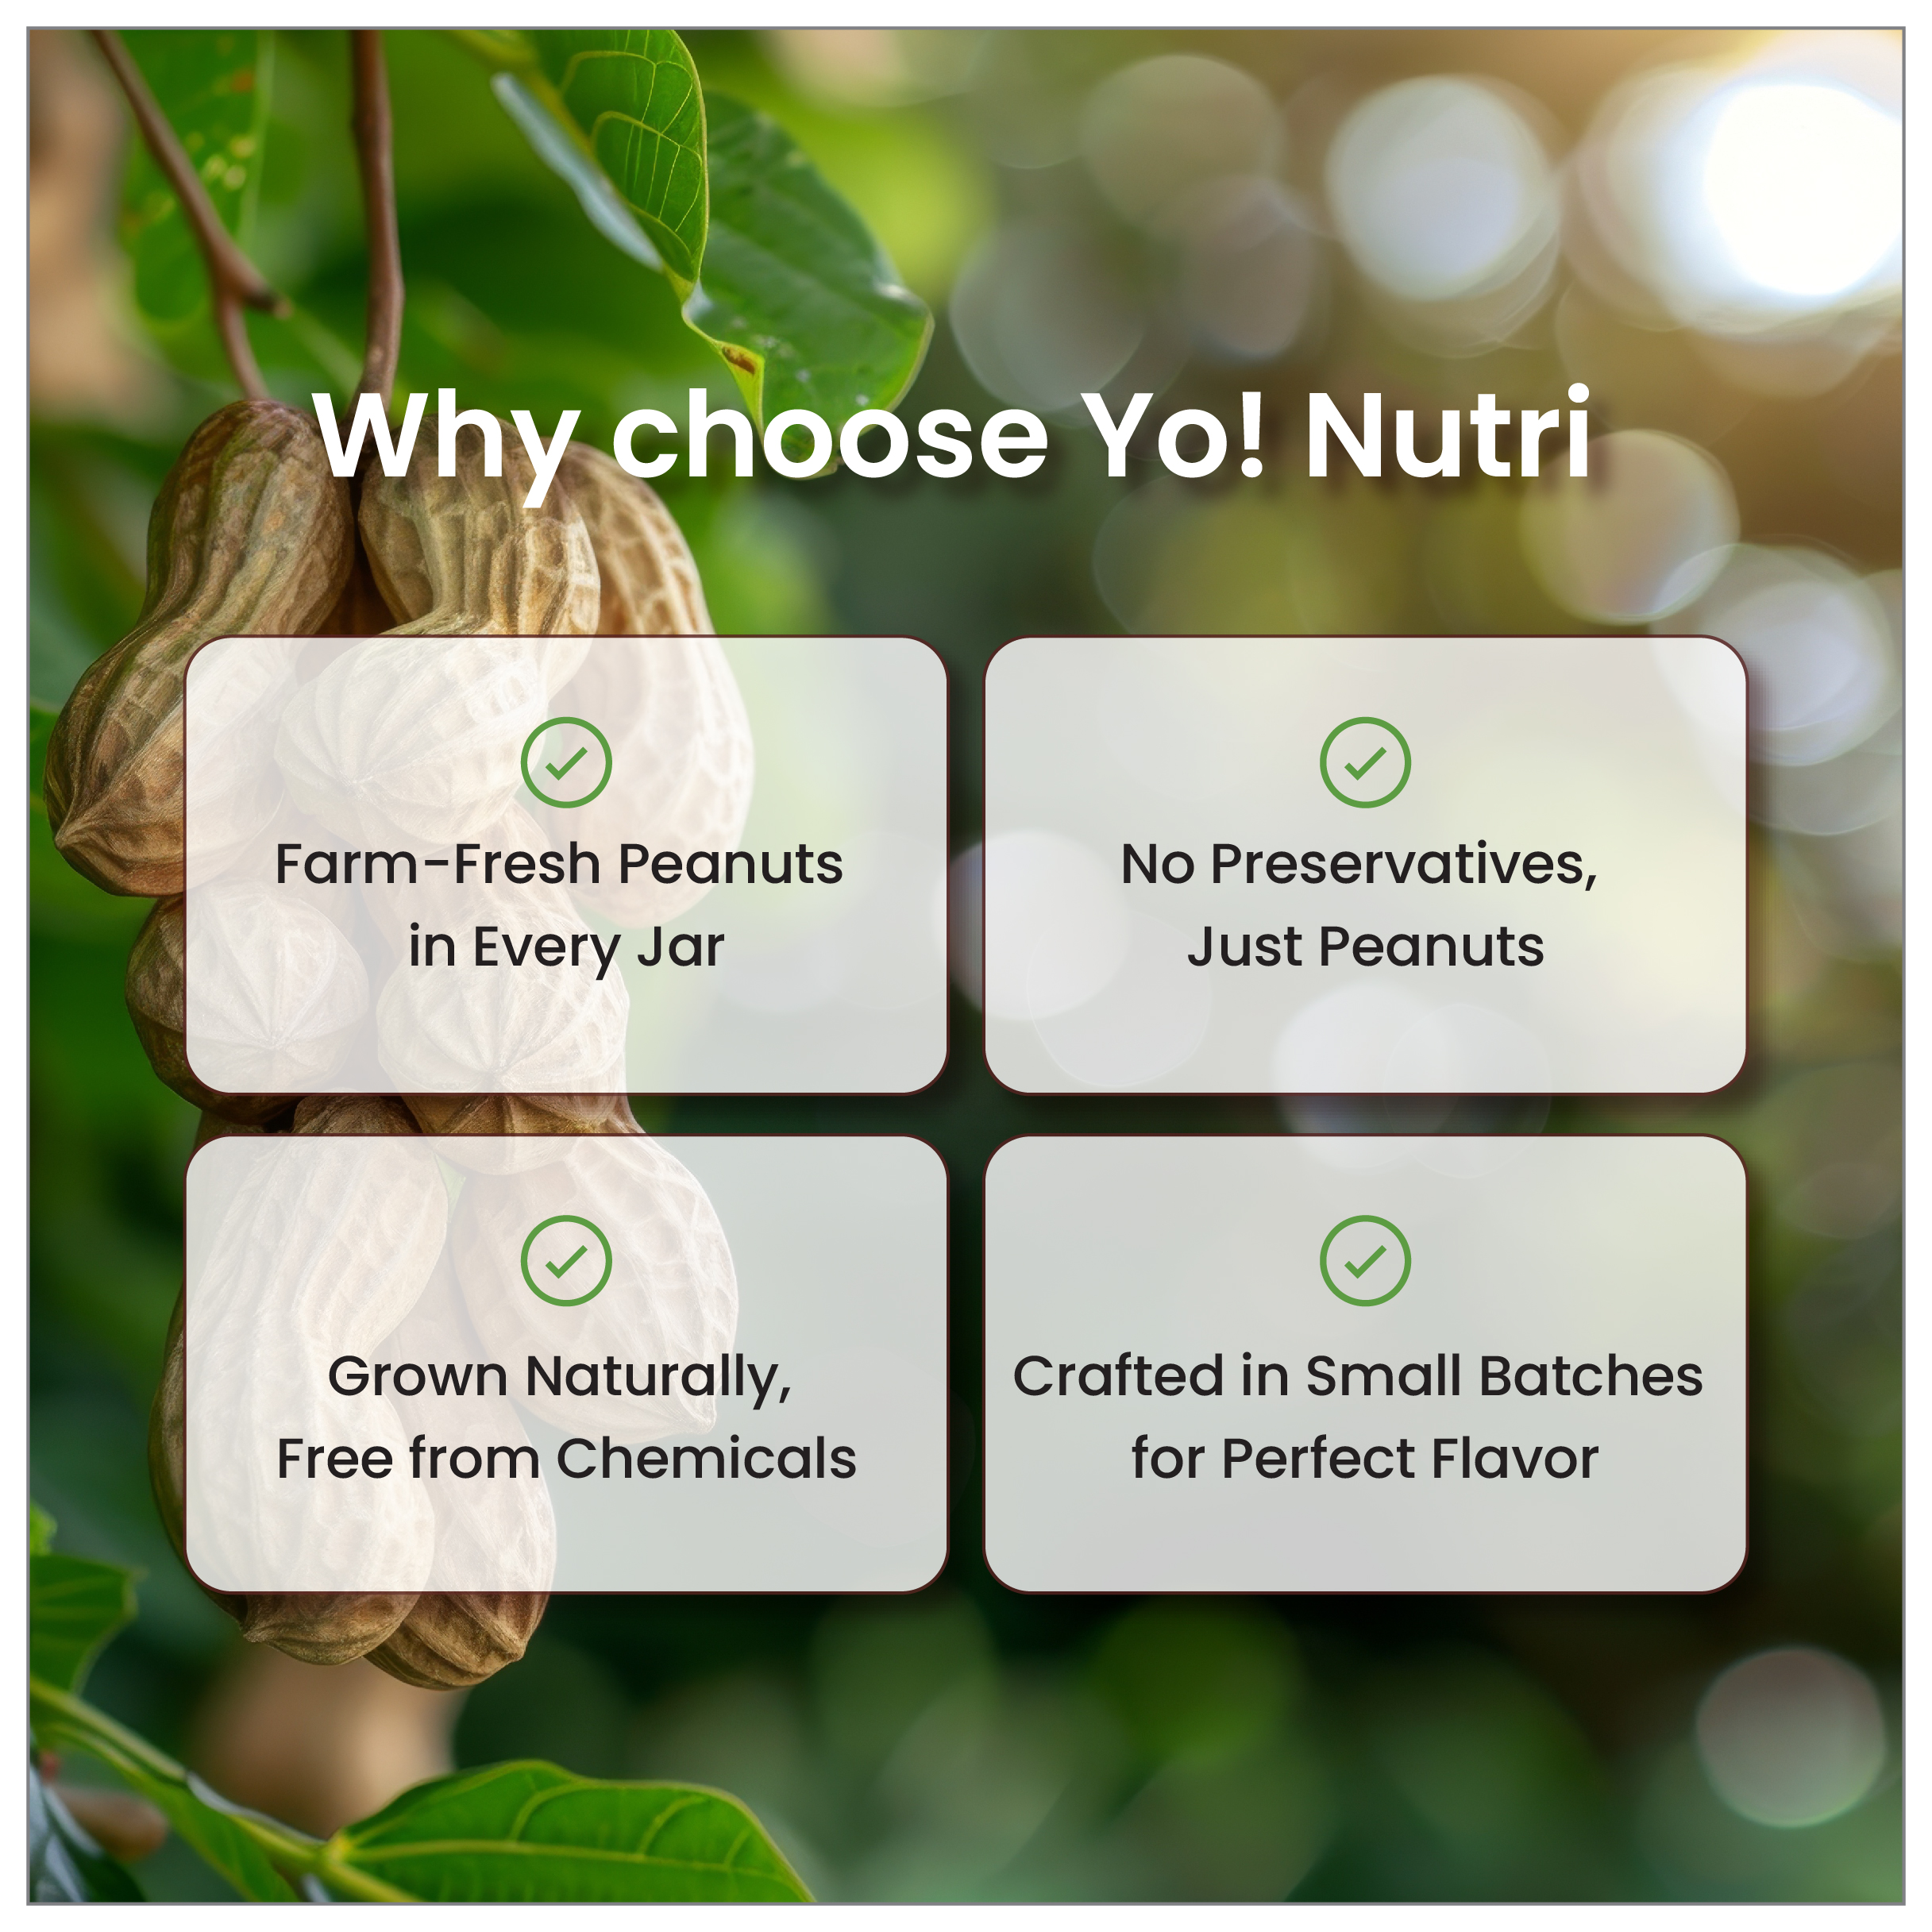 Why choose Yo! Nutri
Farm-Fresh Peanuts
in Every Jar
No Preservatives,
Just Peanuts
Grown Naturally,
Free from Chemicals
Crafted in Small Batches
for Perfect Flavor